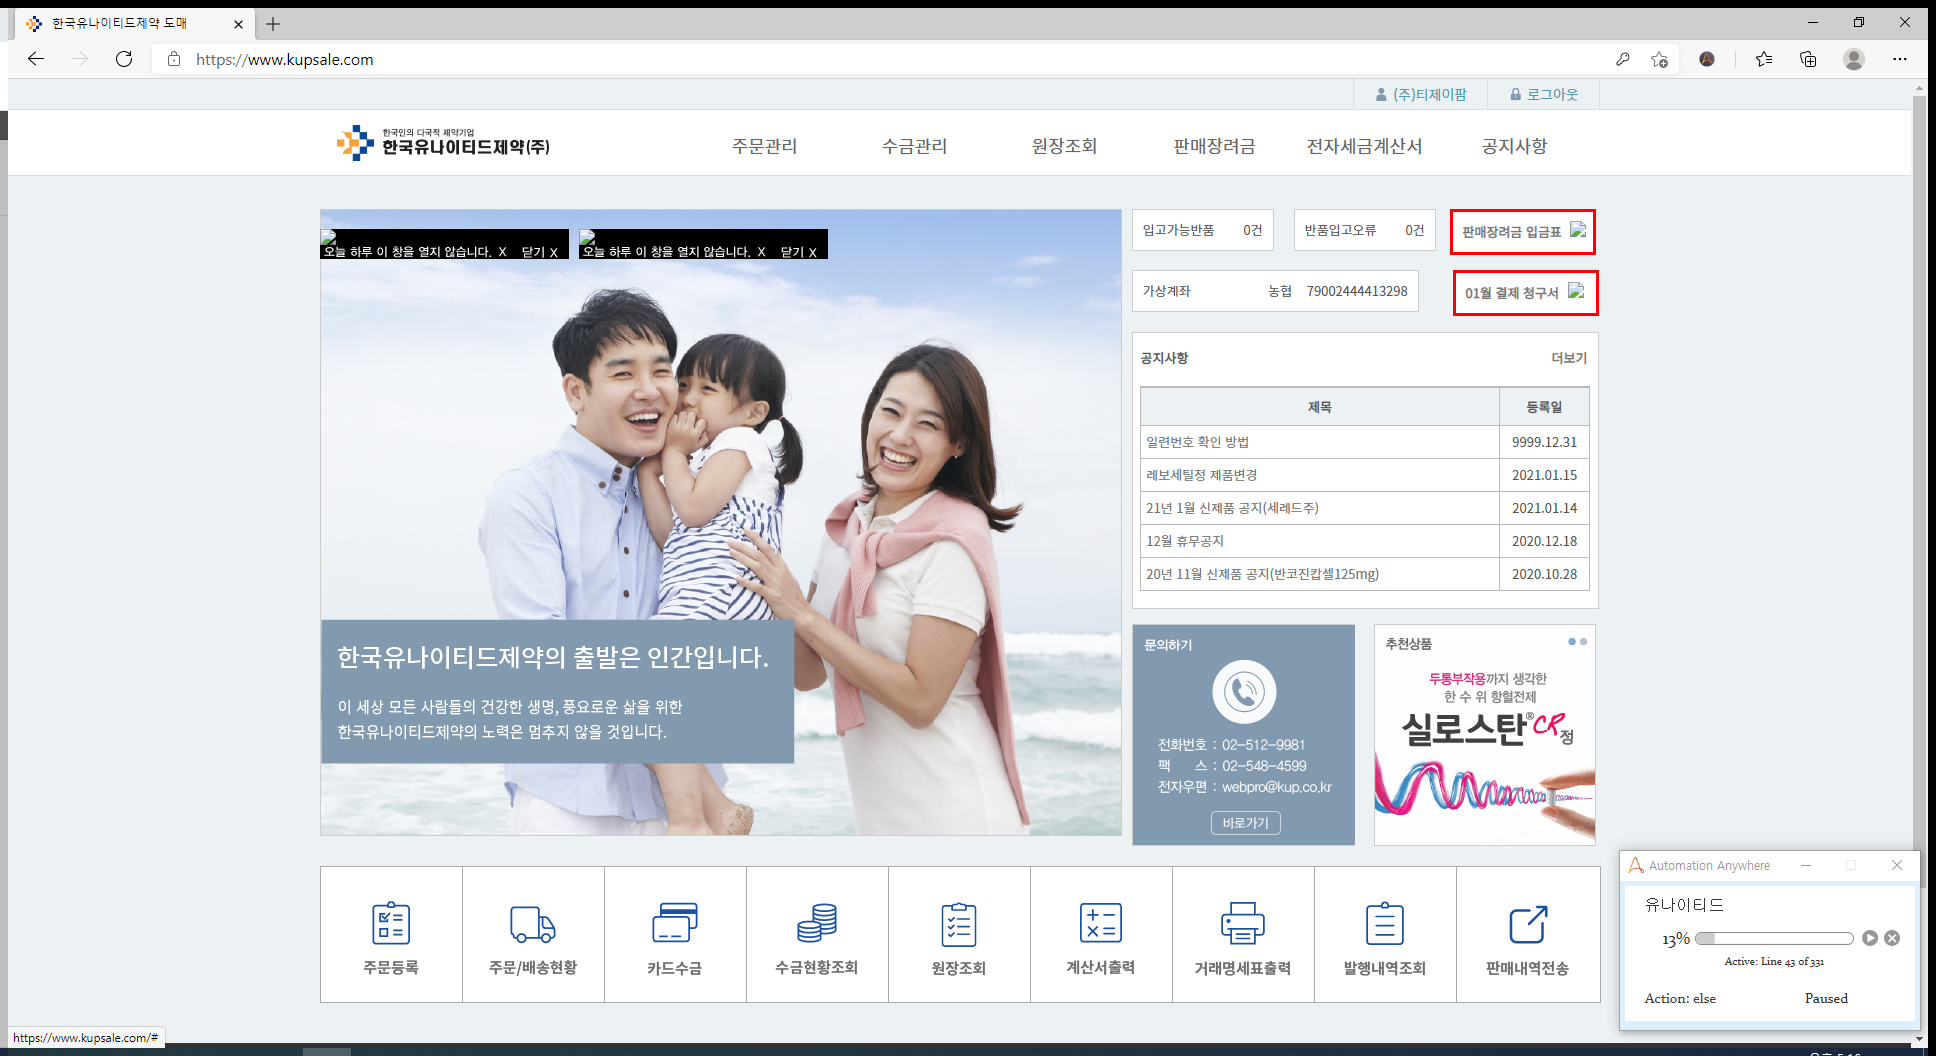 한국유나이티드제약 도매
https://www.kupsale.com
(주)티제이팜
로그아웃
한국인의 다국적 제약기업
한국유나이티드제약(주)
주문관리
수금관리
원장조회
판매장려금
전자세금계산서
공지사항
오늘 하루 이 창을 열지 않습니다. X 닫기 X
오늘 하루 이 창을 열지 않습니다. X 닫기 X
입고가능반품 0건
반품입고오류 0건
판매장려금 입금표
가상계좌 농협 79002444413298
01월 결제 청구서
공지사항 더보기
제목 등록일
일련번호 확인 방법 9999.12.31
레보세틸정 제품변경 2021.01.15
21년 1월 신제품 공지(세레드주) 2021.01.14
12월 휴무공지 2020.12.18
20년 11월 신제품 공지(반코진캅셀125mg) 2020.10.28
한국유나이티드제약의 출발은 인간입니다.
이 세상 모든 사람들의 건강한 생명, 풍요로운 삶을 위한
한국유나이티드제약의 노력은 멈추지 않을 것입니다.
문의하기
전화번호 : 02-512-9981
팩 스 : 02-548-4599
전자우편 : webpro@kup.co.kr
바로가기
추천상품
두통부작용까지 생각한
한 수 위 항혈전제
실로스탄® CR정
주문등록
주문/배송현황
카드수금
수금현황조회
원장조회
계산서출력
거래명세표출력
발행내역조회
판매내역전송
Automation Anywhere
유나이티드
13%
Active: Line 43 of 331
Action: else Paused
https://www.kupsale.com/#